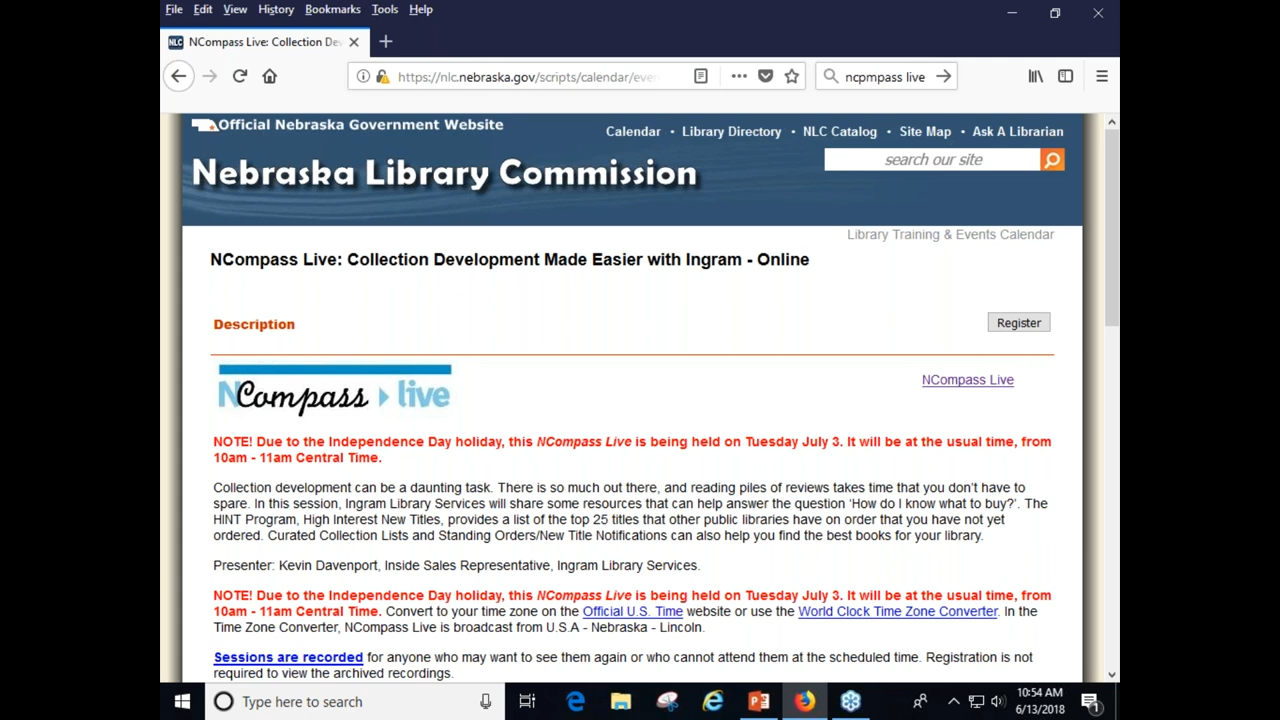 File Edit View History Bookmarks Tools Help
NLC NCompass Live: Collection De
https://nlc.nebraska.gov/scripts/calendar/eve
ncpmpass live
Official Nebraska Government Website
Calendar • Library Directory • NLC Catalog • Site Map • Ask A Librarian
Nebraska Library Commission
search our site
Library Training & Events Calendar
NCompass Live: Collection Development Made Easier with Ingram - Online
Description
Register
NCompass live
NCompass Live
NOTE! Due to the Independence Day holiday, this NCompass Live is being held on Tuesday July 3. It will be at the usual time, from
10am - 11am Central Time.
Collection development can be a daunting task. There is so much out there, and reading piles of reviews takes time that you don't have to
spare. In this session, Ingram Library Services will share some resources that can help answer the question ‘How do I know what to buy?’. The
HINT Program, High Interest New Titles, provides a list of the top 25 titles that other public libraries have on order that you have not yet
ordered. Curated Collection Lists and Standing Orders/New Title Notifications can also help you find the best books for your library.
Presenter: Kevin Davenport, Inside Sales Representative, Ingram Library Services.
NOTE! Due to the Independence Day holiday, this NCompass Live is being held on Tuesday July 3. It will be at the usual time, from
10am - 11am Central Time. Convert to your time zone on the Official U.S. Time website or use the World Clock Time Zone Converter. In the
Time Zone Converter, NCompass Live is broadcast from U.S.A - Nebraska - Lincoln.
Sessions are recorded for anyone who may want to see them again or who cannot attend them at the scheduled time. Registration is not
required to view the archived recordings.
Type here to search
10:54 AM
6/13/2018
1